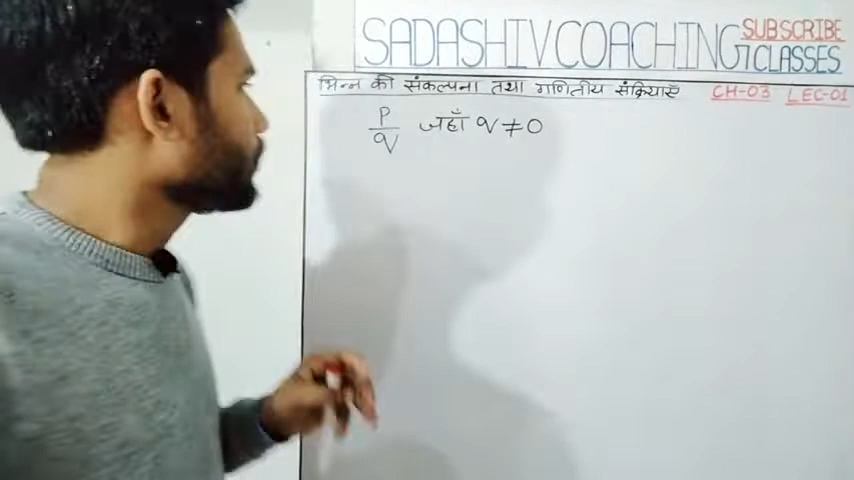 SADASHIV COACHING CLASSES
SUBSCRIBE
भिन्न की संकल्पना तथा गणितीय संक्रियाएँ
CH-03 LEC-01
P/q जहाँ q ≠ 0